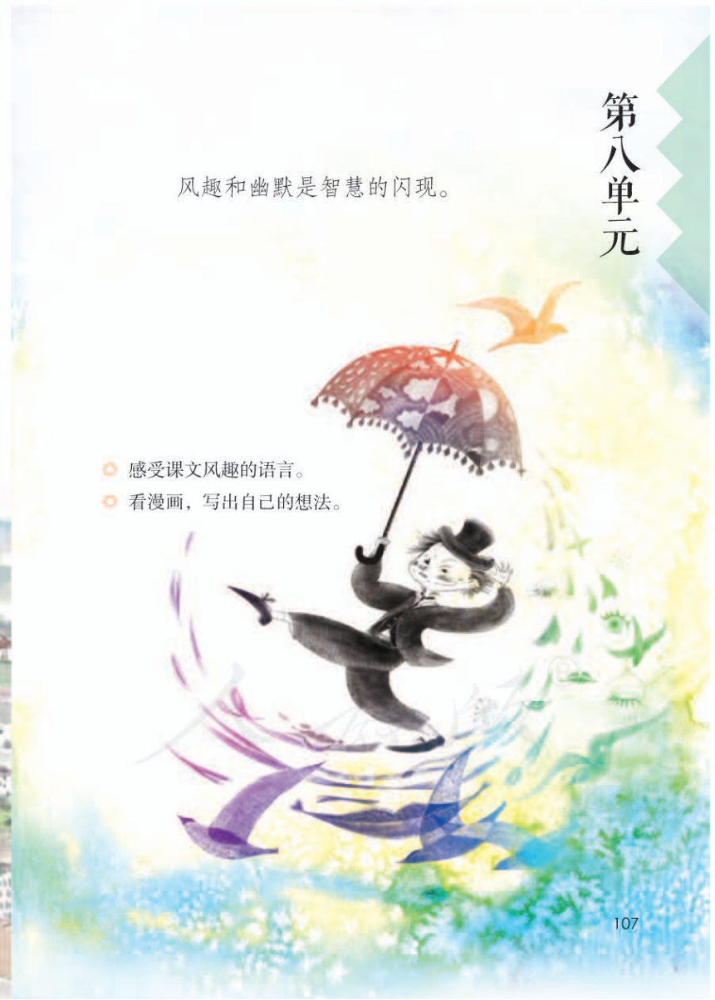 第八单元
风趣和幽默是智慧的闪现。
感受课文风趣的语言。
看漫画，写出自己的想法。
107